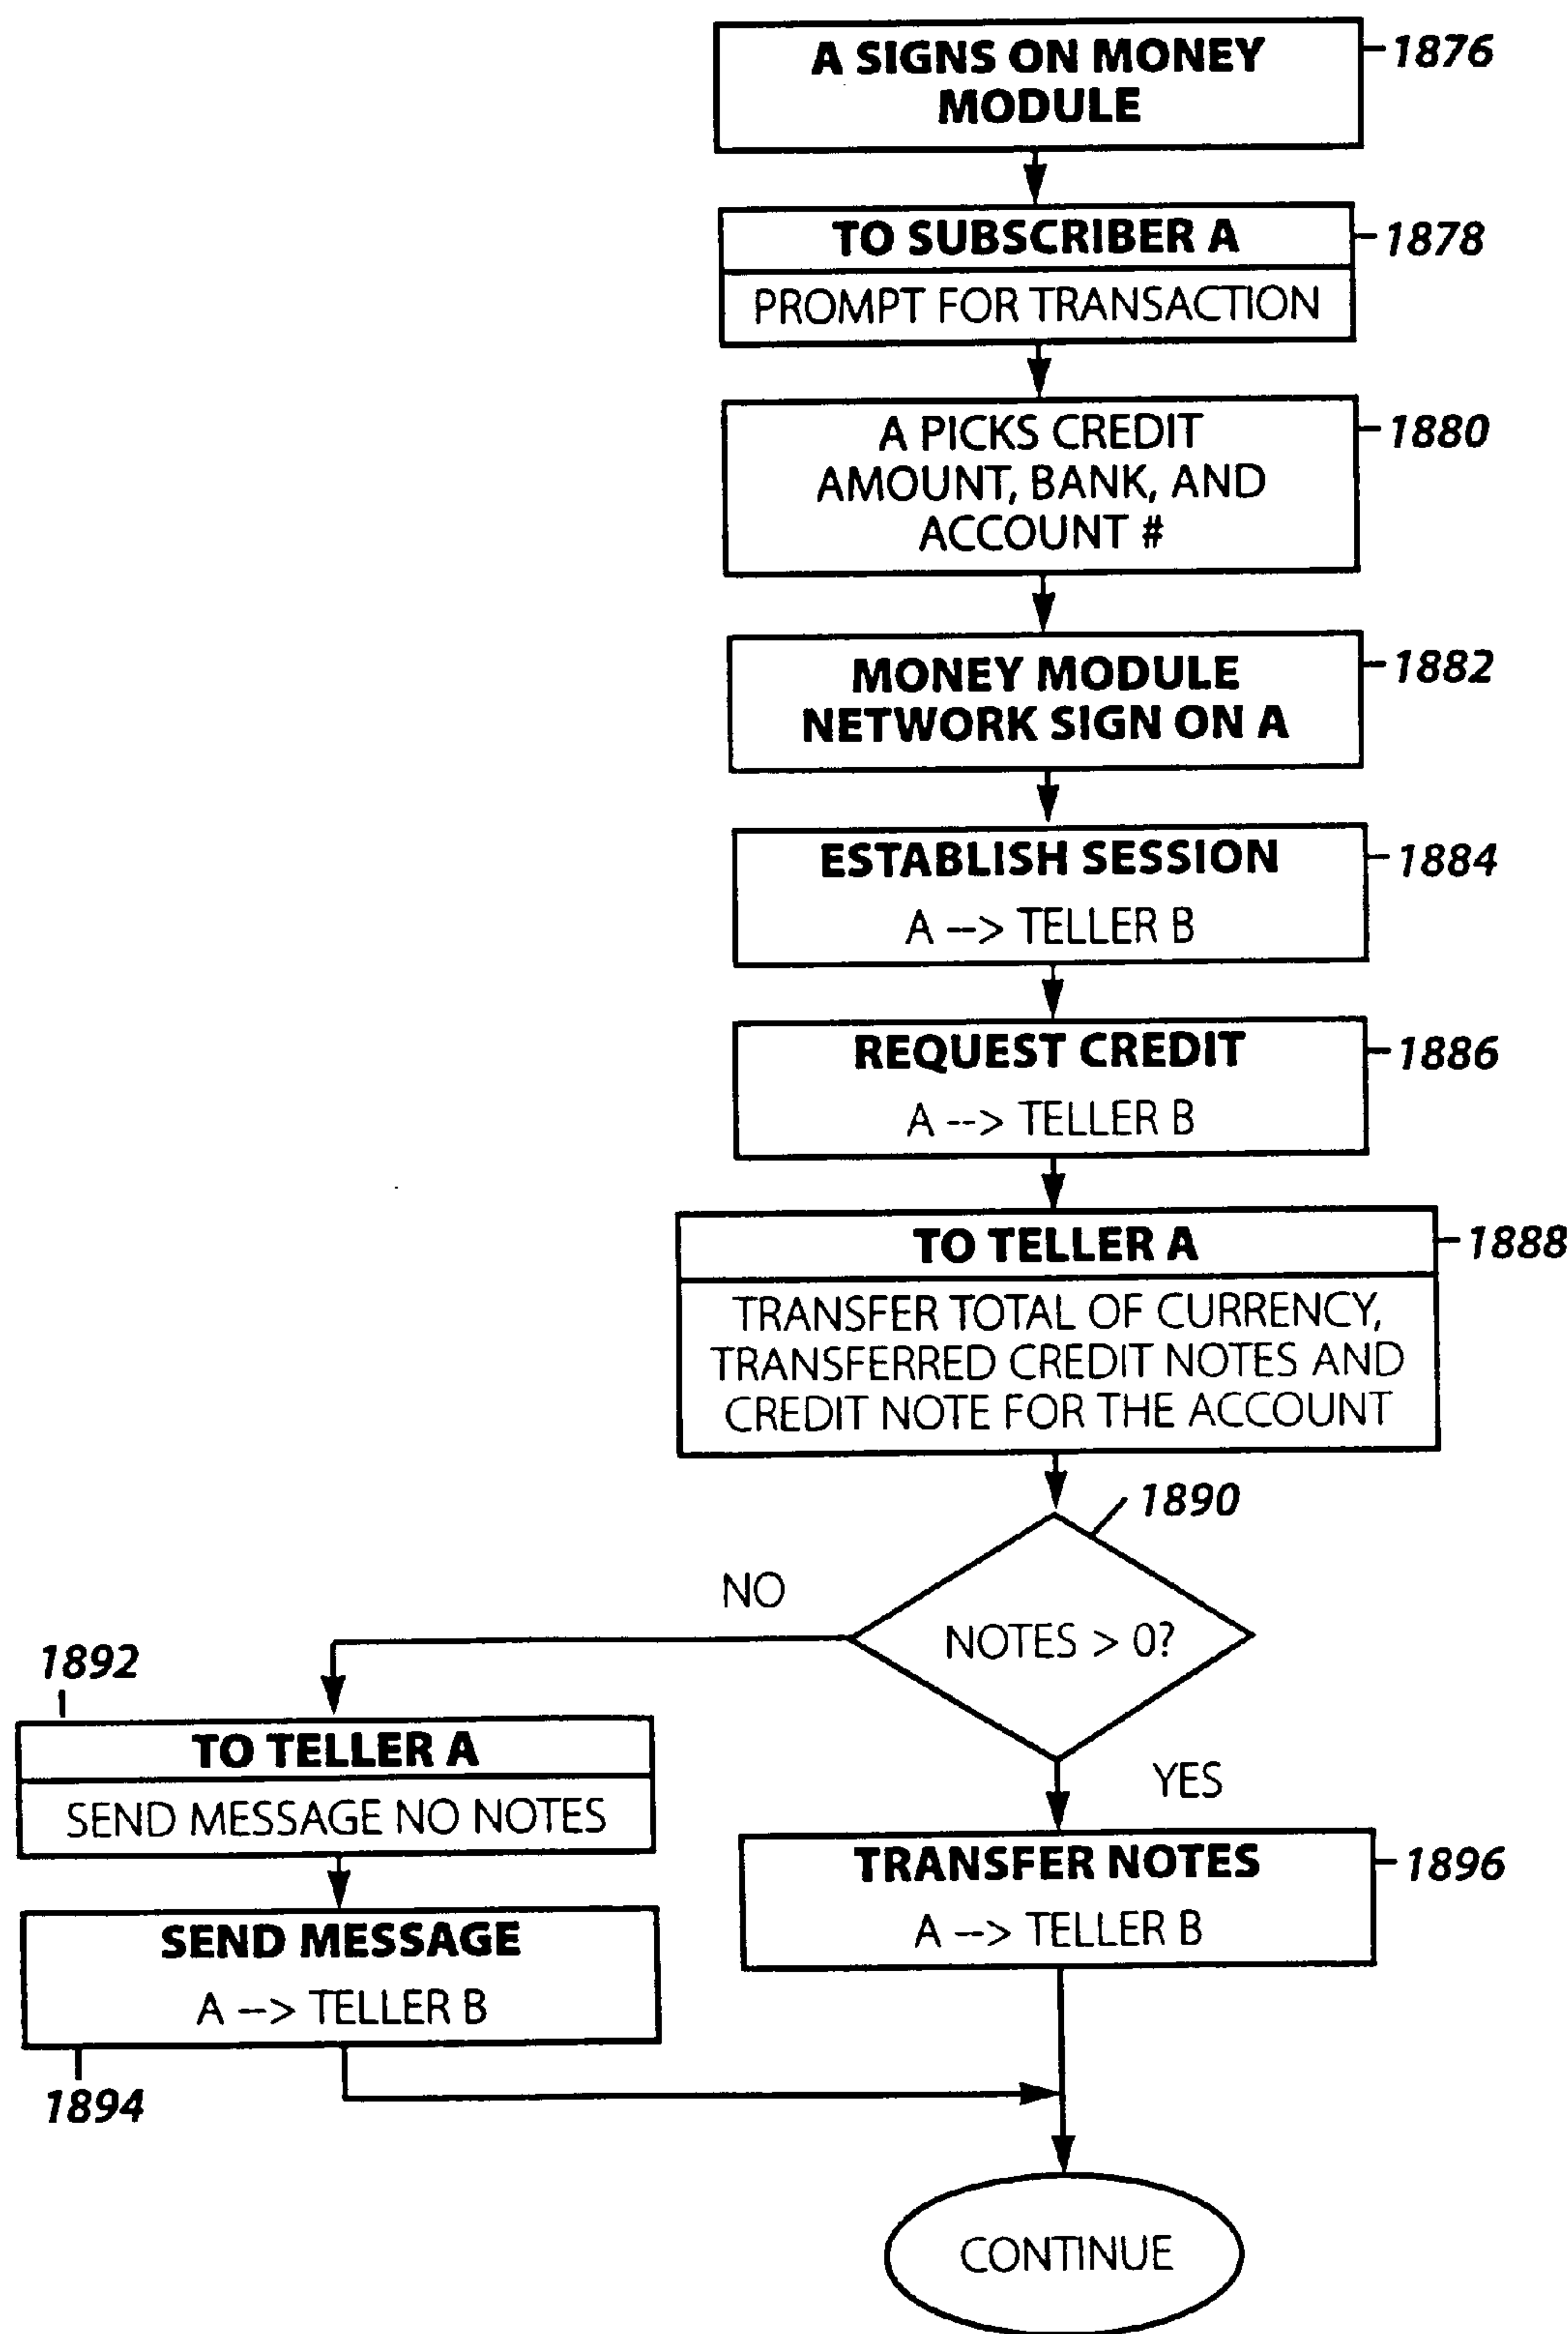 A SIGNS ON MONEY
MODULE
1876
TO SUBSCRIBER A
1878
PROMPT FOR TRANSACTION
A PICKS CREDIT
AMOUNT, BANK, AND
ACCOUNT #
1880
MONEY MODULE
NETWORK SIGN ON A
1882
ESTABLISH SESSION
1884
A --> TELLER B
REQUEST CREDIT
1886
A --> TELLER B
TO TELLER A
1888
TRANSFER TOTAL OF CURRENCY,
TRANSFERRED CREDIT NOTES AND
CREDIT NOTE FOR THE ACCOUNT
1890
NOTES > 0?
NO
YES
1892
TO TELLER A
SEND MESSAGE NO NOTES
SEND MESSAGE
A --> TELLER B
1894
TRANSFER NOTES
1896
A --> TELLER B
CONTINUE